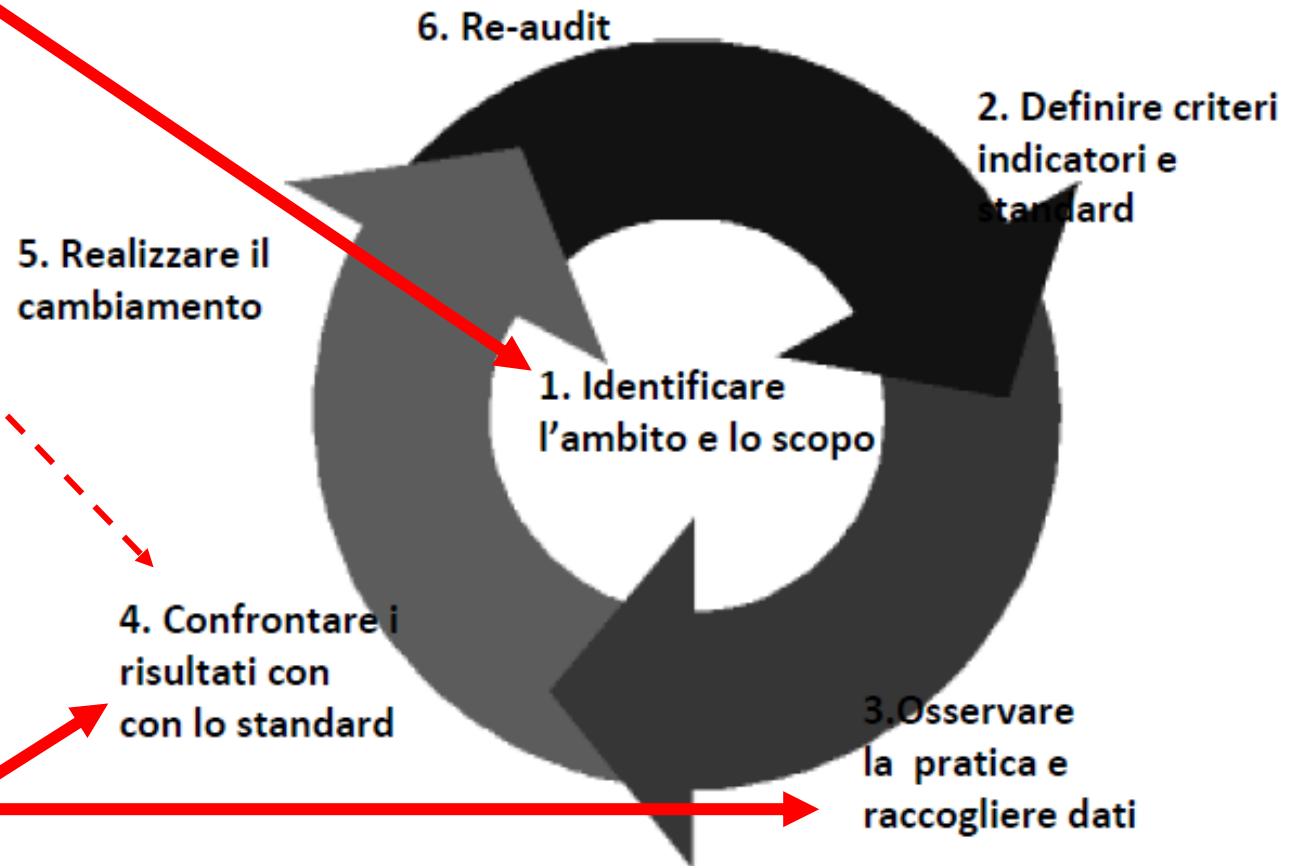 6. Re-audit
2. Definire criteri
indicatori e
standard
5. Realizzare il
cambiamento
1. Identificare
l'ambito e lo scopo
4. Confrontare i
risultati con
con lo standard
3.Osservare
la pratica e
raccogliere dati